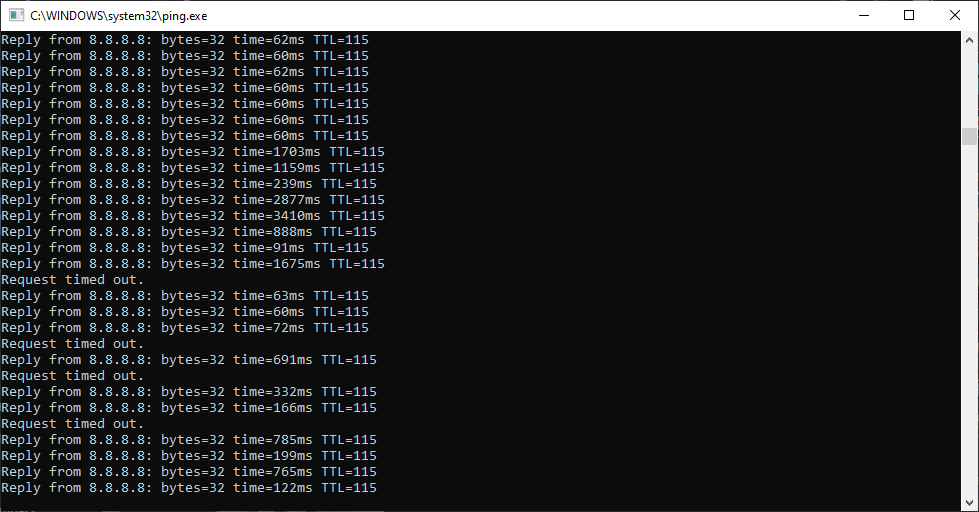 C:\WINDOWS\system32\ping.exe
Reply from 8.8.8.8: bytes=32 time=62ms TTL=115
Reply from 8.8.8.8: bytes=32 time=60ms TTL=115
Reply from 8.8.8.8: bytes=32 time=62ms TTL=115
Reply from 8.8.8.8: bytes=32 time=60ms TTL=115
Reply from 8.8.8.8: bytes=32 time=60ms TTL=115
Reply from 8.8.8.8: bytes=32 time=60ms TTL=115
Reply from 8.8.8.8: bytes=32 time=60ms TTL=115
Reply from 8.8.8.8: bytes=32 time=1703ms TTL=115
Reply from 8.8.8.8: bytes=32 time=1159ms TTL=115
Reply from 8.8.8.8: bytes=32 time=239ms TTL=115
Reply from 8.8.8.8: bytes=32 time=2877ms TTL=115
Reply from 8.8.8.8: bytes=32 time=3410ms TTL=115
Reply from 8.8.8.8: bytes=32 time=888ms TTL=115
Reply from 8.8.8.8: bytes=32 time=91ms TTL=115
Reply from 8.8.8.8: bytes=32 time=1675ms TTL=115
Request timed out.
Reply from 8.8.8.8: bytes=32 time=63ms TTL=115
Reply from 8.8.8.8: bytes=32 time=60ms TTL=115
Reply from 8.8.8.8: bytes=32 time=72ms TTL=115
Request timed out.
Reply from 8.8.8.8: bytes=32 time=691ms TTL=115
Request timed out.
Reply from 8.8.8.8: bytes=32 time=332ms TTL=115
Reply from 8.8.8.8: bytes=32 time=166ms TTL=115
Request timed out.
Reply from 8.8.8.8: bytes=32 time=785ms TTL=115
Reply from 8.8.8.8: bytes=32 time=199ms TTL=115
Reply from 8.8.8.8: bytes=32 time=765ms TTL=115
Reply from 8.8.8.8: bytes=32 time=122ms TTL=115